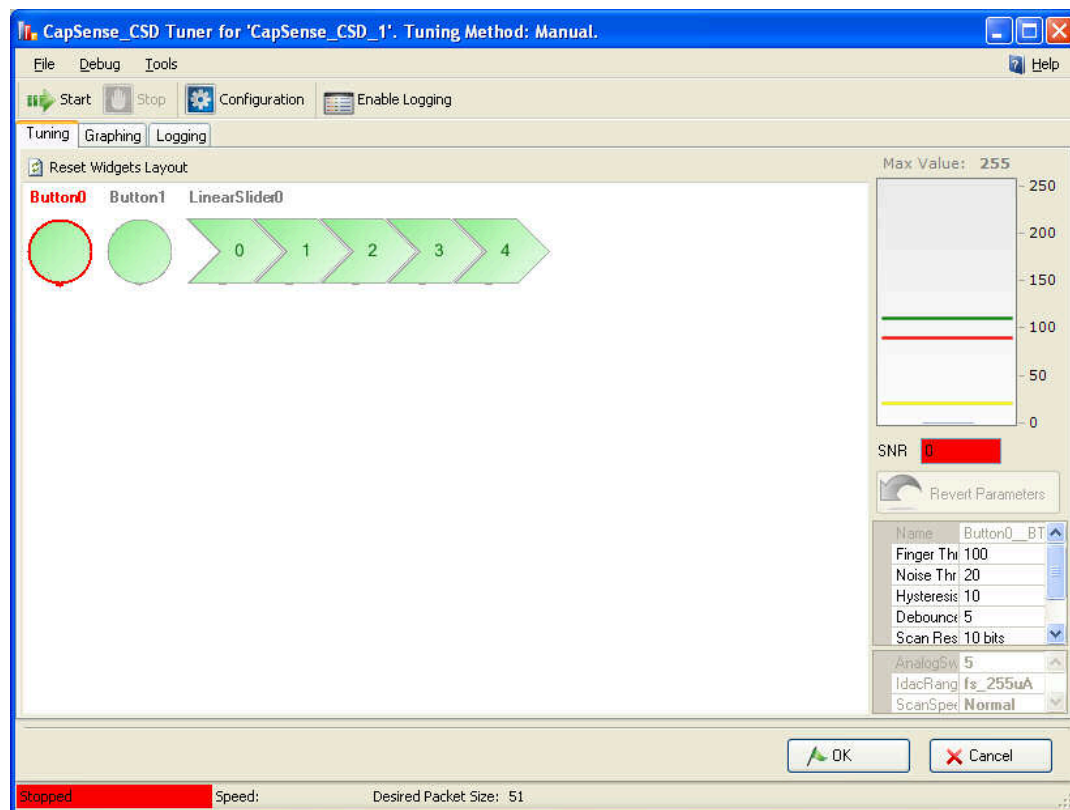 CapSense_CSD Tuner for 'CapSense_CSD_1'. Tuning Method: Manual.
File Debug Tools Help
Start Stop Configuration Enable Logging
Tuning Graphing Logging
Reset Widgets Layout
Button0 Button1 LinearSlider0
0 1 2 3 4
Max Value: 255
250
200
150
100
50
0
SNR 0
Revert Parameters
Name Button0__BT
Finger Thr 100
Noise Thr 20
Hysteresis 10
Debounce 5
Scan Res 10 bits
AnalogSw 5
IdacRang fs_255uA
ScanSpee Normal
OK Cancel
Stopped Speed: Desired Packet Size: 51